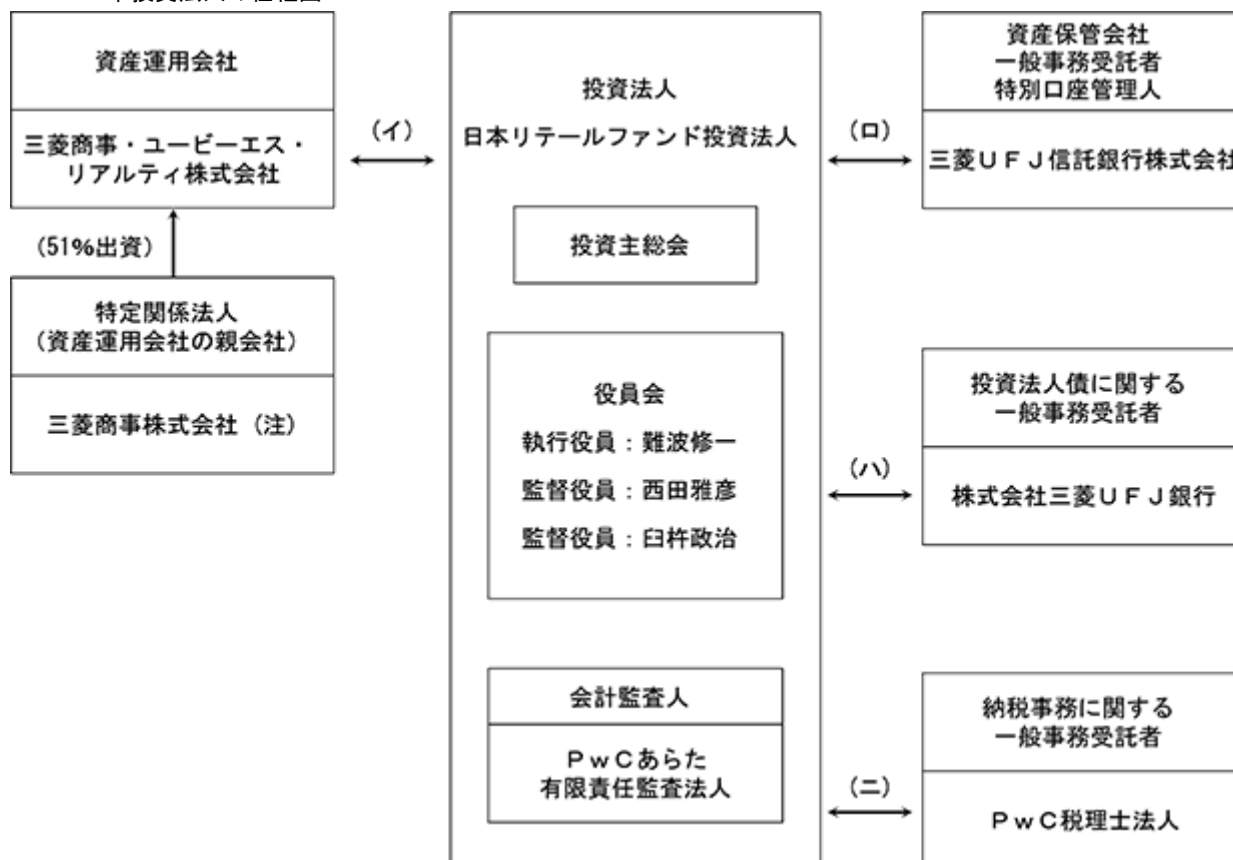 資産運用会社
三菱商事・ユービーエス・
リアルティ株式会社
(51%出資)
特定関係法人
(資産運用会社の親会社)
三菱商事株式会社(注)
(イ)
投資法人
日本リテールファンド投資法人
投資主総会
役員会
執行役員:難波修一
監督役員:西田雅彦
監督役員:臼杵政治
会計監査人
PwCあらた
有限責任監査法人
(ロ)
資産保管会社
一般事務受託者
特別口座管理人
三菱UFJ信託銀行株式会社
(ハ)
投資法人債に関する
一般事務受託者
株式会社三菱UFJ銀行
(ニ)
納税事務に関する
一般事務受託者
PwC税理士法人